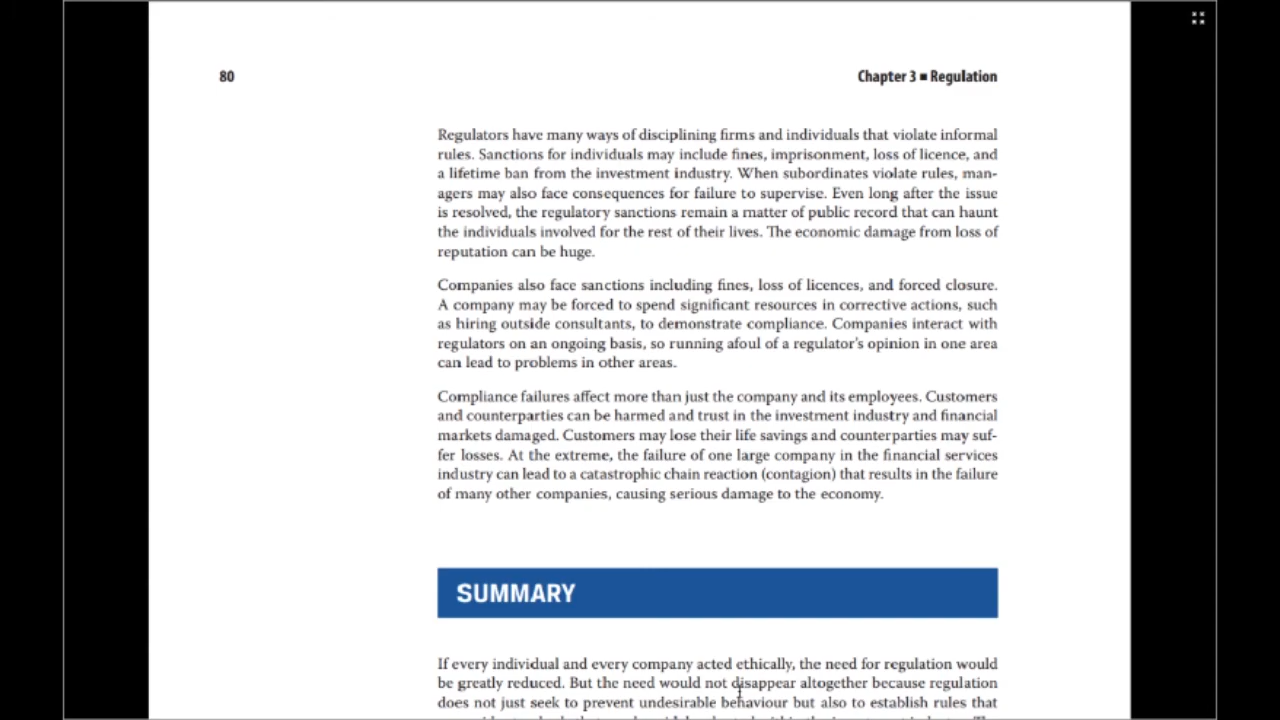 80
Chapter 3 ■ Regulation
Regulators have many ways of disciplining firms and individuals that violate informal
rules. Sanctions for individuals may include fines, imprisonment, loss of licence, and
a lifetime ban from the investment industry. When subordinates violate rules, man-
agers may also face consequences for failure to supervise. Even long after the issue
is resolved, the regulatory sanctions remain a matter of public record that can haunt
the individuals involved for the rest of their lives. The economic damage from loss of
reputation can be huge.
Companies also face sanctions including fines, loss of licences, and forced closure.
A company may be forced to spend significant resources in corrective actions, such
as hiring outside consultants, to demonstrate compliance. Companies interact with
regulators on an ongoing basis, so running afoul of a regulator's opinion in one area
can lead to problems in other areas.
Compliance failures affect more than just the company and its employees. Customers
and counterparties can be harmed and trust in the investment industry and financial
markets damaged. Customers may lose their life savings and counterparties may suf-
fer losses. At the extreme, the failure of one large company in the financial services
industry can lead to a catastrophic chain reaction (contagion) that results in the failure
of many other companies, causing serious damage to the economy.
SUMMARY
If every individual and every company acted ethically, the need for regulation would
be greatly reduced. But the need would not disappear altogether because regulation
does not just seek to prevent undesirable behaviour but also to establish rules that